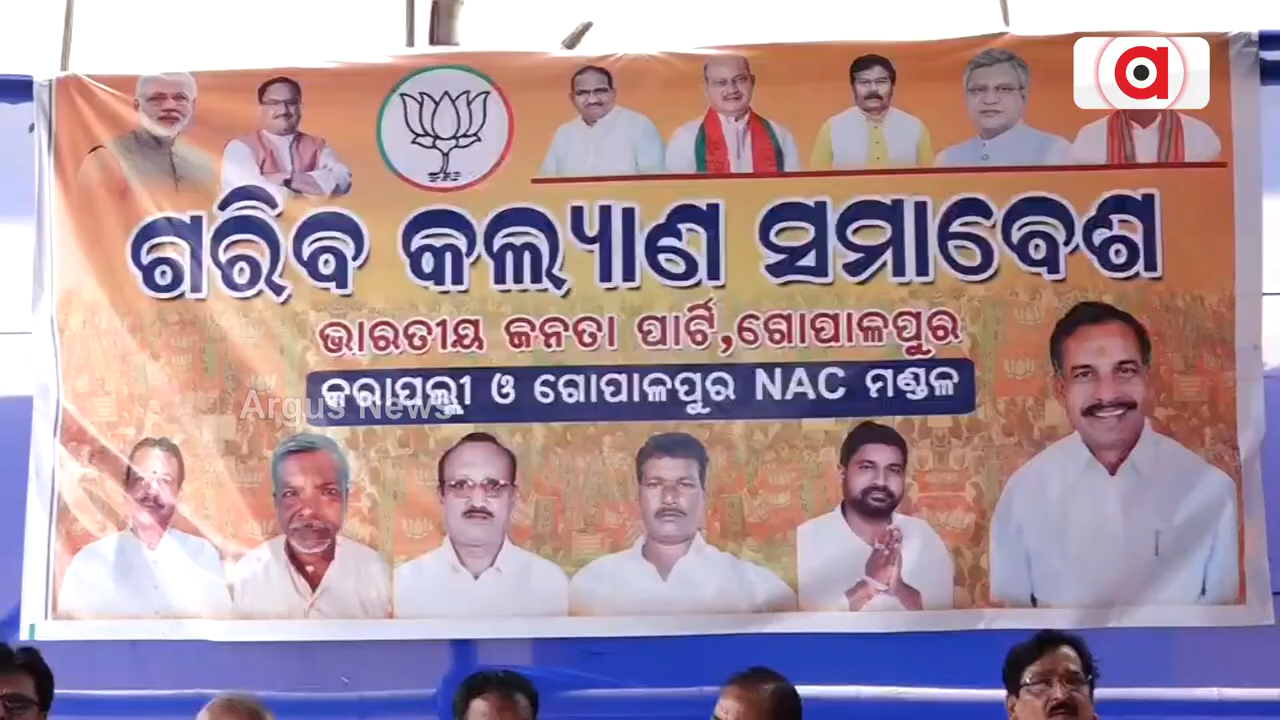 a
ଗରିବ କଲ୍ୟାଣ ସମାବେଶ
ଭାରତୀୟ ଜନତା ପାର୍ଟି,ଗୋପାଳପୁର
କରାପଲ୍ଲୀ ଓ ଗୋପାଳପୁର NAC ମଣ୍ଡଳ
Argus News